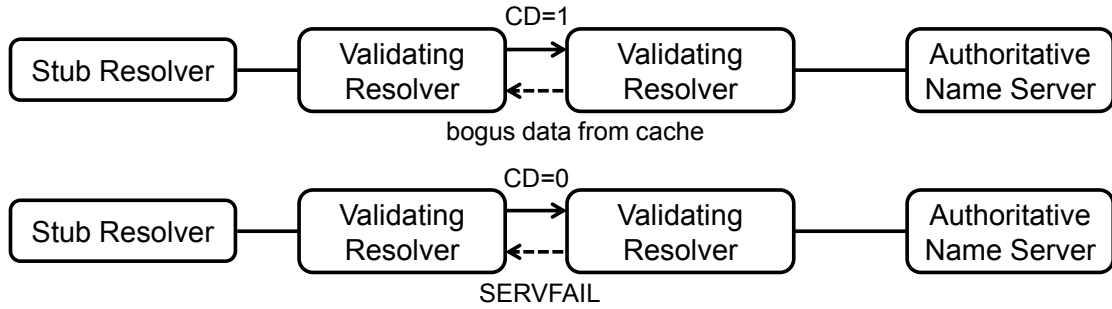 CD=1
Stub Resolver
Validating
Resolver
Validating
Resolver
Authoritative
Name Server
bogus data from cache
CD=0
Stub Resolver
Validating
Resolver
Validating
Resolver
Authoritative
Name Server
SERVFAIL